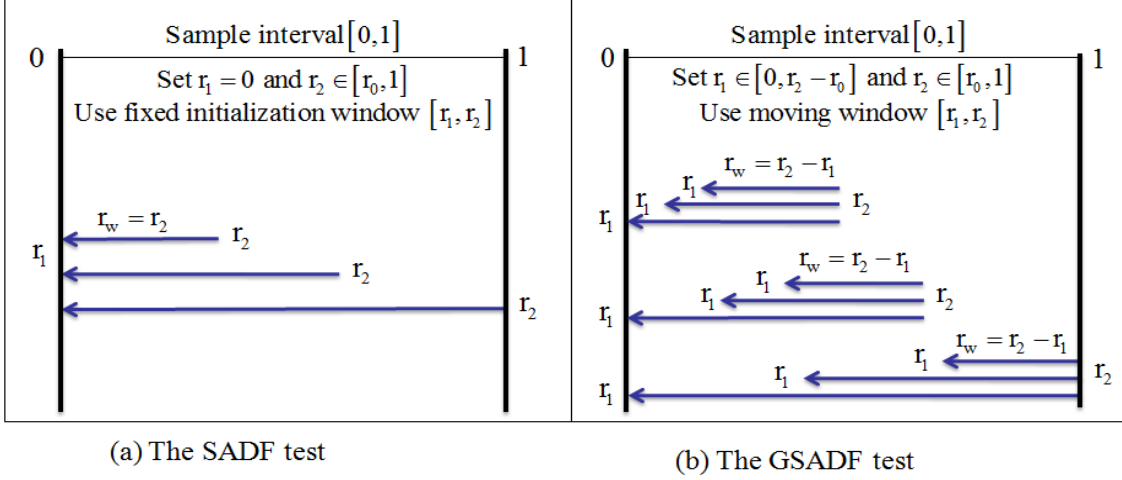 Sample interval[0,1]
0
1
Set r₁ = 0 and r₂ ∈[r₀,1]
Use fixed initialization window [r₁,r₂]
r_w = r₂
r₂
r₁
r₂
r₂
(a) The SADF test
Sample interval[0,1]
0
1
Set r₁ ∈[0,r₂ − r₀] and r₂ ∈[r₀,1]
Use moving window [r₁,r₂]
r_w = r₂ − r₁
r₁
r₁
r₂
r₁
r_w = r₂ − r₁
r₁
r₁
r₂
r₁
r_w = r₂ − r₁
r₁
r₁
r₂
r₁
(b) The GSADF test